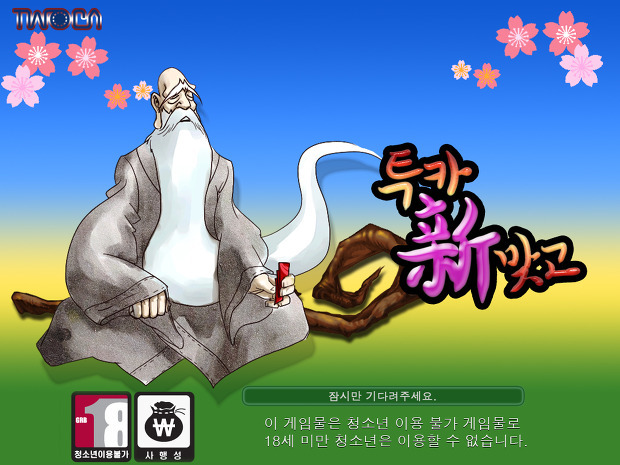 TWOCA
투카
新 맞고
잠시만 기다려주세요.
GRB
18
청소년이용불가
₩
사행성
이 게임물은 청소년 이용 불가 게임물로
18세 미만 청소년은 이용할 수 없습니다.